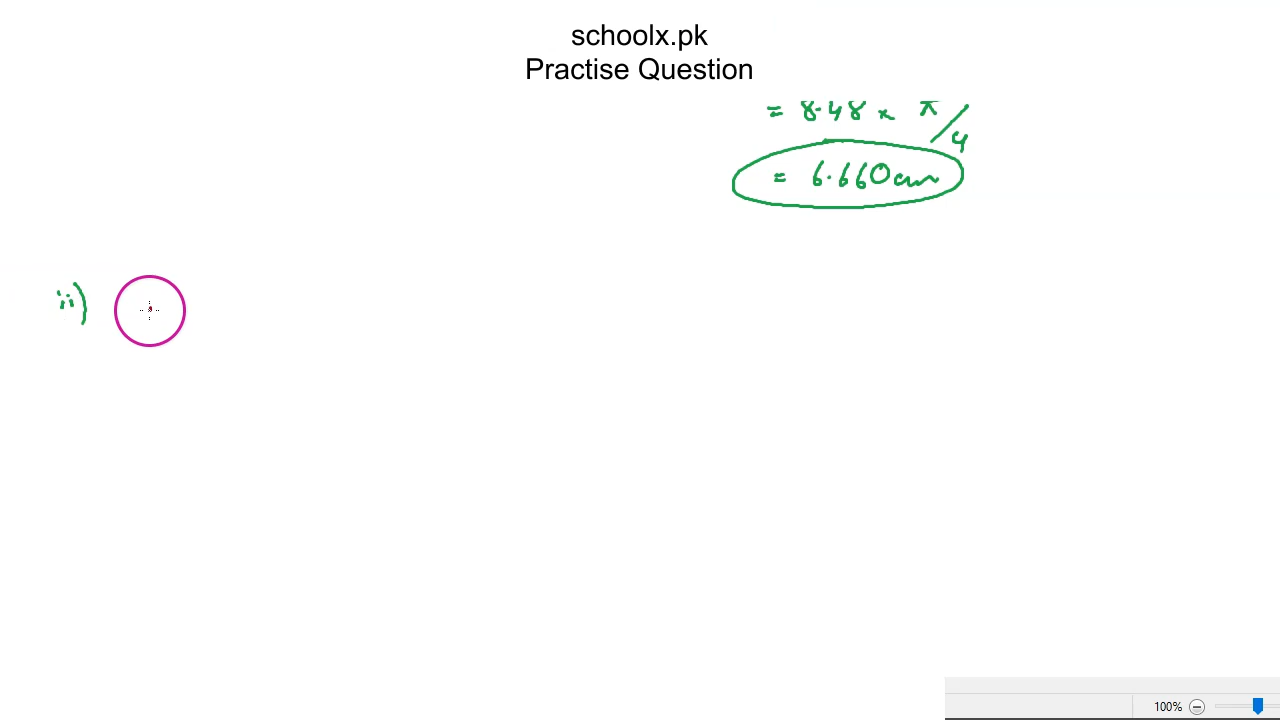 schoolx.pk
Practise Question
= 8.48 × π/4
= 6.660cm
ii)
100%